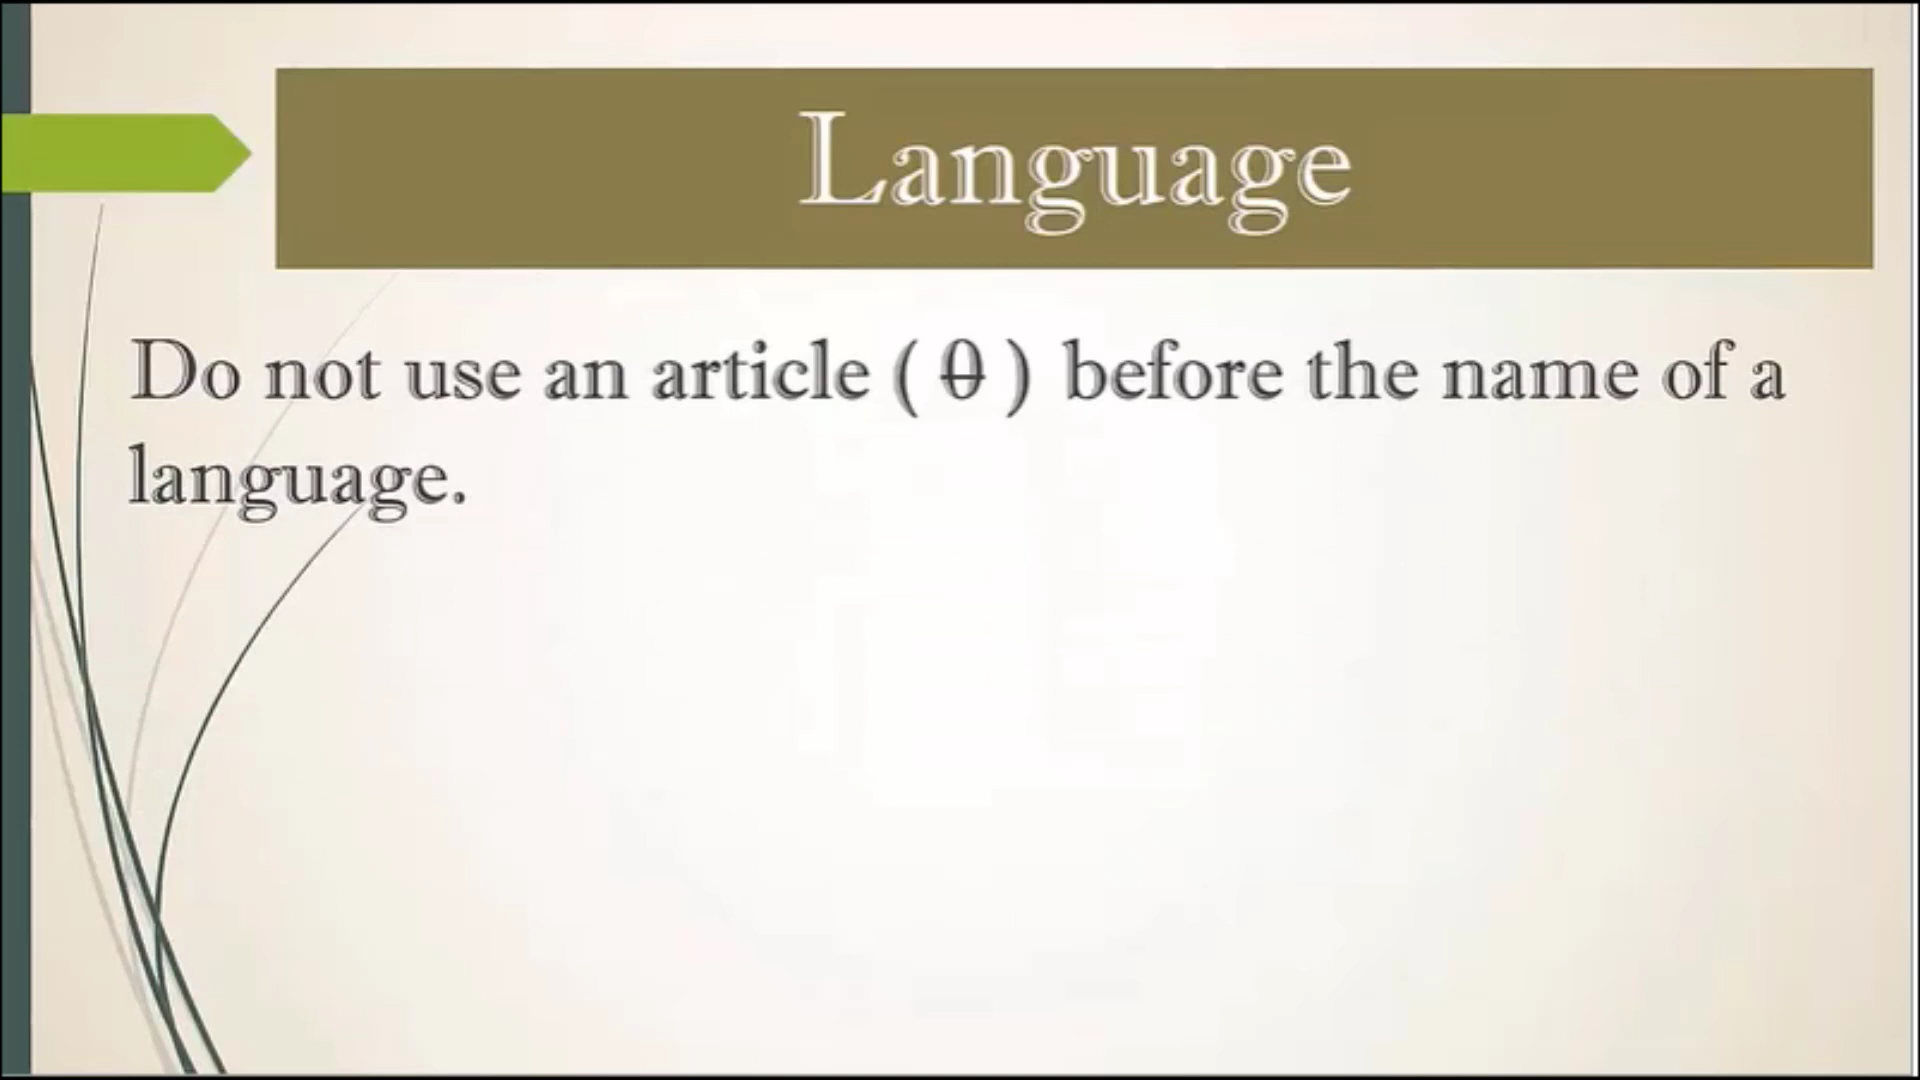 Language
Do not use an article ( θ ) before the name of a
language.